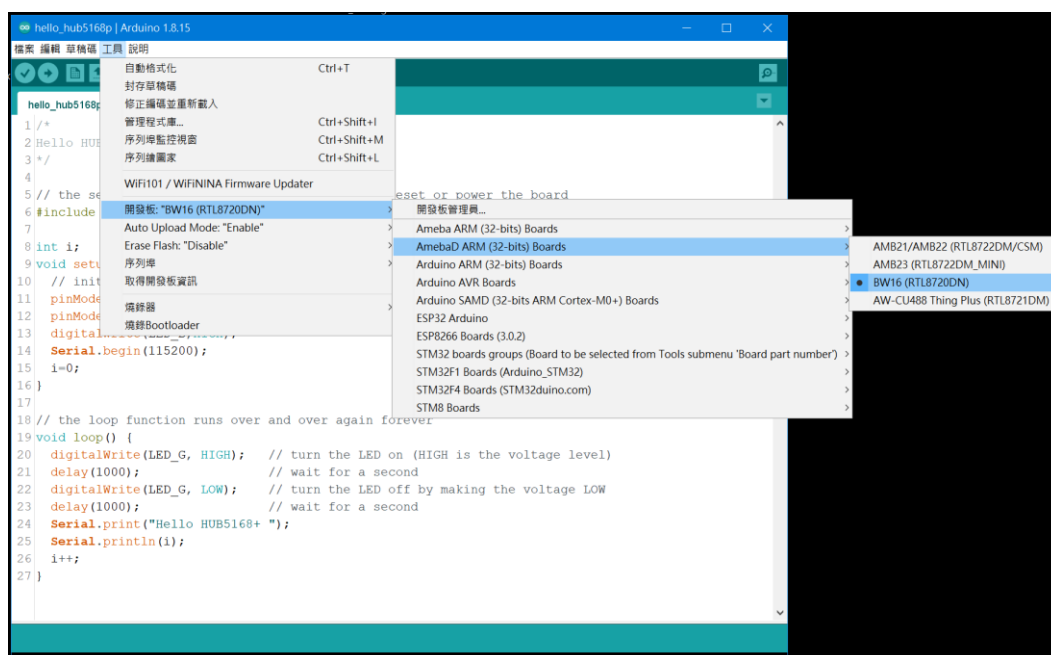 hello_hub5168p | Arduino 1.8.15
檔案 編輯 草稿碼 工具 說明
自動格式化 Ctrl+T
封存草稿碼
修正編碼並重新載入
管理程式庫... Ctrl+Shift+I
序列埠監控視窗 Ctrl+Shift+M
序列繪圖家 Ctrl+Shift+L
WiFi101 / WiFiNINA Firmware Updater
開發板: "BW16 (RTL8720DN)"
Auto Upload Mode: "Enable"
Erase Flash: "Disable"
序列埠
取得開發板資訊
燒錄器
燒錄Bootloader
開發板管理員...
Ameba ARM (32-bits) Boards
AmebaD ARM (32-bits) Boards
Arduino ARM (32-bits) Boards
Arduino AVR Boards
Arduino SAMD (32-bits ARM Cortex-M0+) Boards
ESP32 Arduino
ESP8266 Boards (3.0.2)
STM32 boards groups (Board to be selected from Tools submenu 'Board part number')
STM32F1 Boards (Arduino_STM32)
STM32F4 Boards (STM32duino.com)
STM8 Boards
AMB21/AMB22 (RTL8722DM/CSM)
AMB23 (RTL8722DM_MINI)
BW16 (RTL8720DN)
AW-CU488 Thing Plus (RTL8721DM)
hello_hub5168p
1 /*
2 Hello HU
3 */
4
5 // the se eset or power the board
6 #include
7
8 int i;
9 void setu
10 // init
11 pinMode
12 pinMode
13 digital
14 Serial.begin(115200);
15 i=0;
16 }
17
18 // the loop function runs over and over again forever
19 void loop() {
20 digitalWrite(LED_G, HIGH); // turn the LED on (HIGH is the voltage level)
21 delay(1000); // wait for a second
22 digitalWrite(LED_G, LOW); // turn the LED off by making the voltage LOW
23 delay(1000); // wait for a second
24 Serial.print("Hello HUB5168+ ");
25 Serial.println(i);
26 i++;
27 }